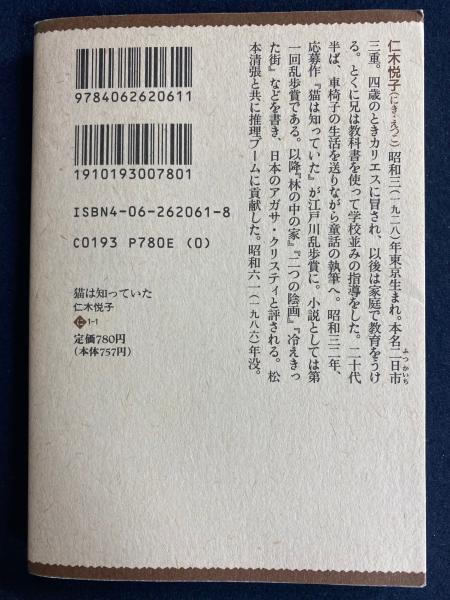 仁木悦子(にき・えつこ) 昭和三(一九二八)年東京生まれ。本名二日市
ふつかいち
三重。四歳のときカリエスに冒され、以後は家庭で教育をうけ
る。とくに兄は教科書を使って学校並みの指導をした。二十代
半ば、車椅子の生活を送りながら童話の執筆へ。昭和三二年、
応募作『猫は知っていた』が江戸川乱歩賞に。小説としては第
一回乱歩賞である。以降『林の中の家』『二つの陰画』『冷えきっ
た街』などを書き、日本のアガサ・クリスティと評される。松
本清張と共に推理ブームに貢献した。昭和六一(一九八六)年没。
9784062620611
1910193007801
ISBN4-06-262061-8
C0193 P780E (0)
猫は知っていた
仁木悦子
に 1-1
定価780円
(本体757円)